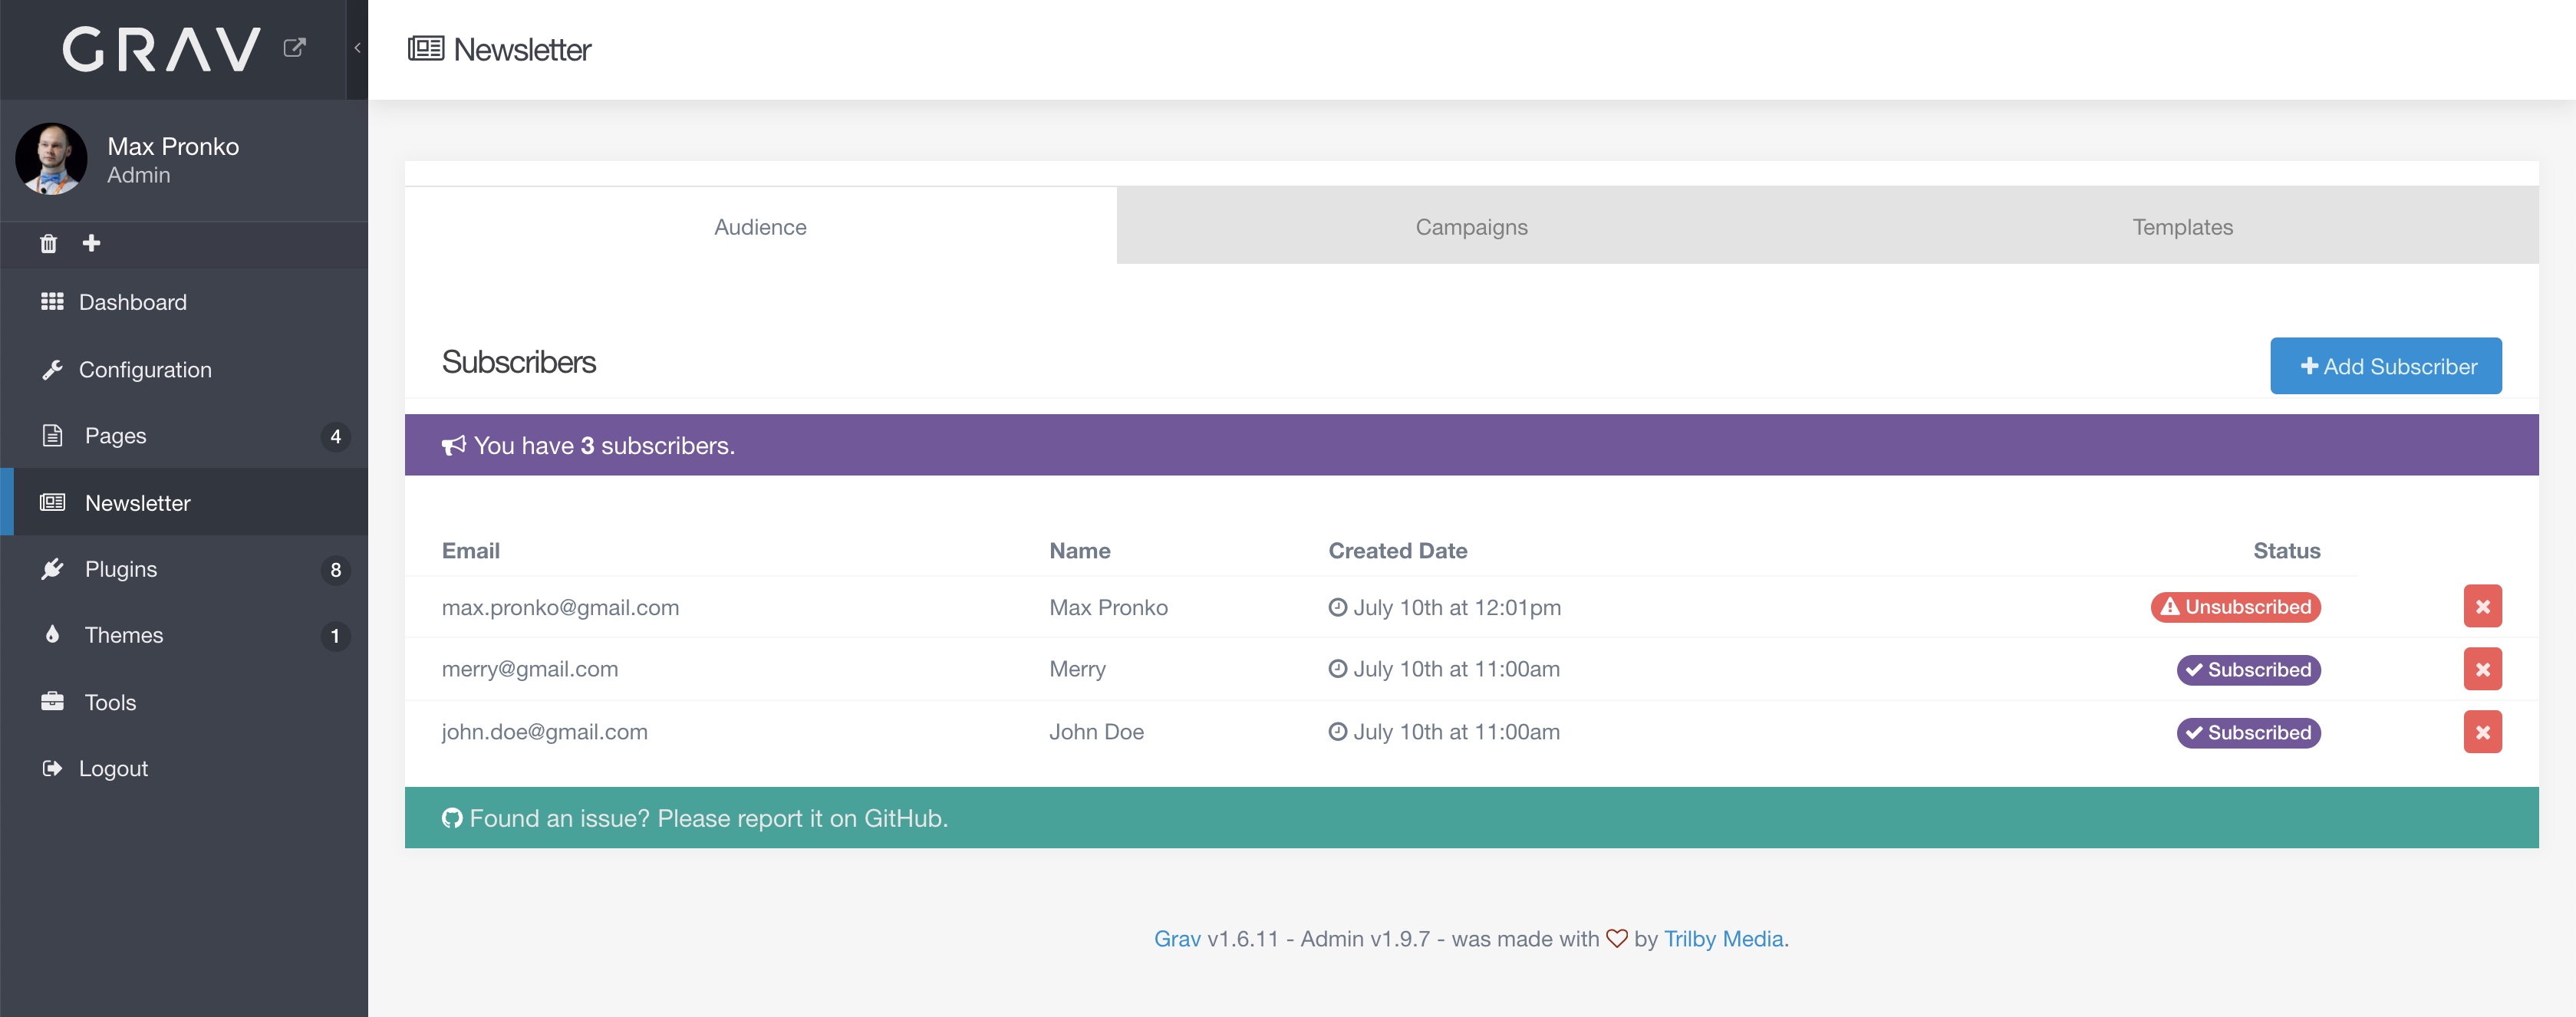 GRAV
Newsletter
Max Pronko
Admin
Dashboard
Configuration
Pages 4
Newsletter
Plugins 8
Themes 1
Tools
Logout
Audience Campaigns Templates
Subscribers
Add Subscriber
You have 3 subscribers.
Email Name Created Date Status
max.pronko@gmail.com Max Pronko July 10th at 12:01pm Unsubscribed
merry@gmail.com Merry July 10th at 11:00am Subscribed
john.doe@gmail.com John Doe July 10th at 11:00am Subscribed
Found an issue? Please report it on GitHub.
Grav v1.6.11 - Admin v1.9.7 - was made with ♡ by Trilby Media.